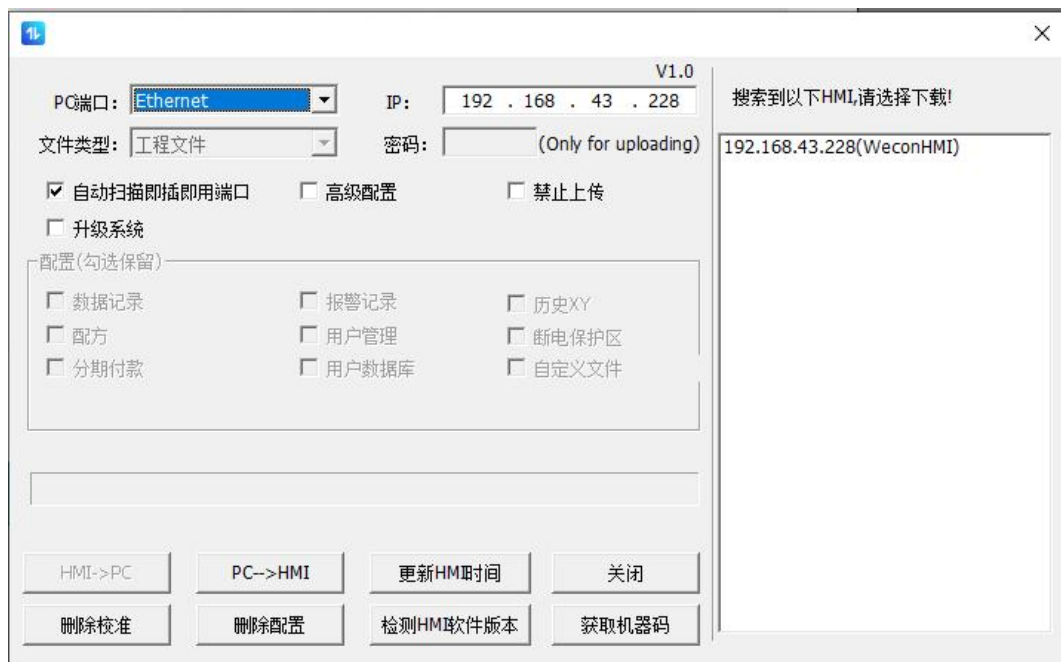 V1.0
PC端口： Ethernet IP： 192 . 168 . 43 . 228
文件类型： 工程文件 密码： (Only for uploading)
自动扫描即插即用端口 高级配置 禁止上传
升级系统
配置(勾选保留)
数据记录 报警记录 历史XY
配方 用户管理 断电保护区
分期付款 用户数据库 自定义文件
HMI->PC PC-->HMI 更新HMI时间 关闭
删除校准 删除配置 检测HMI软件版本 获取机器码
搜索到以下HMI,请选择下载!
192.168.43.228(WeconHMI)